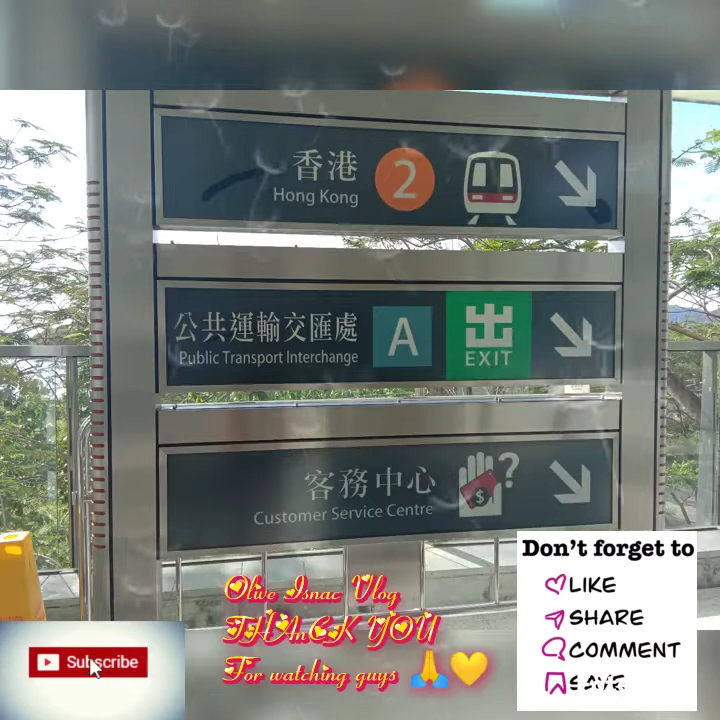 香港
Hong Kong
2
公共運輸交匯處
Public Transport Interchange
A
出
EXIT
客務中心
Customer Service Centre
?
$
Olive Isnac Vlog
THAnCK YOU
For watching guys 🙏💛
Subscribe
Don't forget to
LIKE
SHARE
COMMENT
SAVE